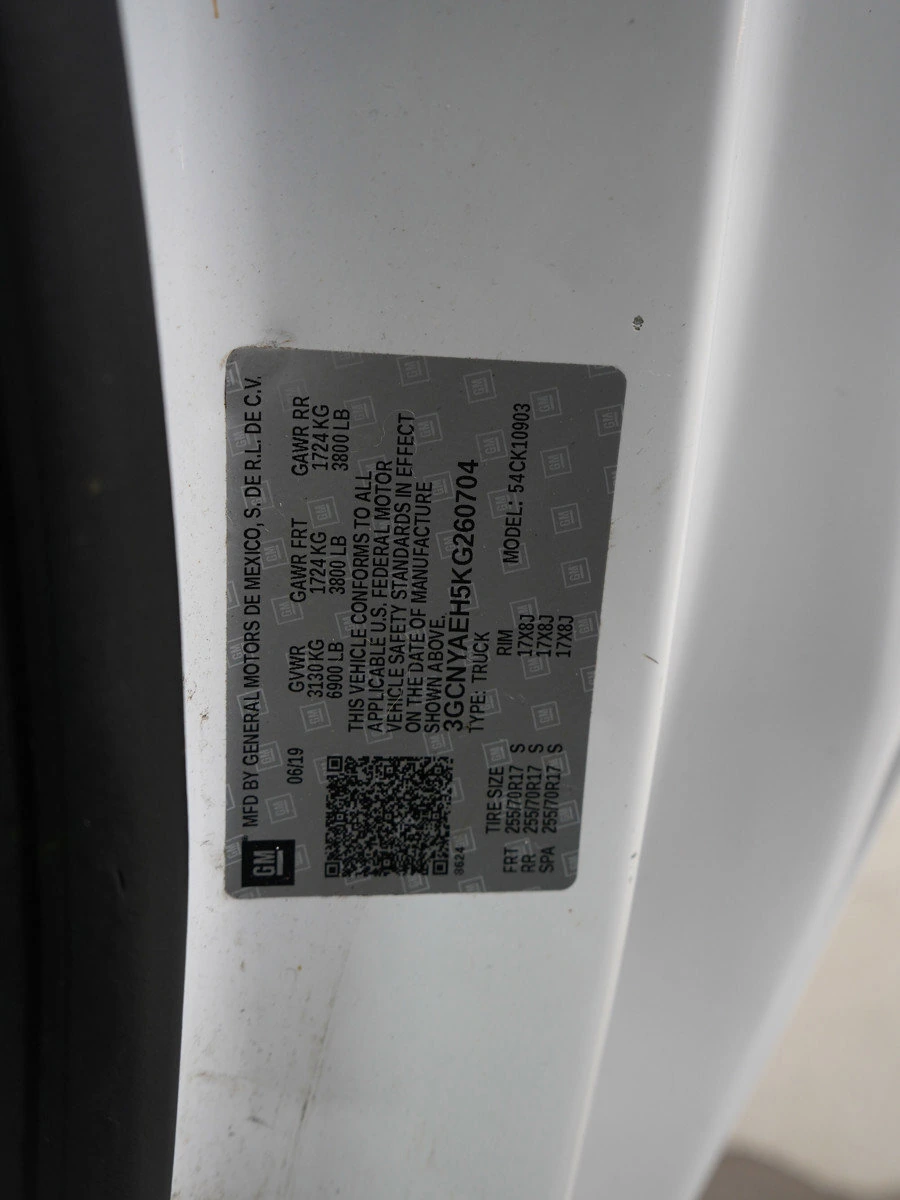 GM
MFD BY GENERAL MOTORS DE MEXICO, S. DE R.L. DE C.V.
06/19
GVWR GAWR FRT GAWR RR
3130 KG 1724 KG 1724 KG
6900 LB 3800 LB 3800 LB
THIS VEHICLE CONFORMS TO ALL
APPLICABLE U.S. FEDERAL MOTOR
VEHICLE SAFETY STANDARDS IN EFFECT
ON THE DATE OF MANUFACTURE
SHOWN ABOVE.
3GCNYAEH5KG260704
8624
TYPE: TRUCK MODEL: 54CK10903
TIRE SIZE RIM
FRT 255/70R17 S 17X8J
RR 255/70R17 S 17X8J
SPA 255/70R17 S 17X8J